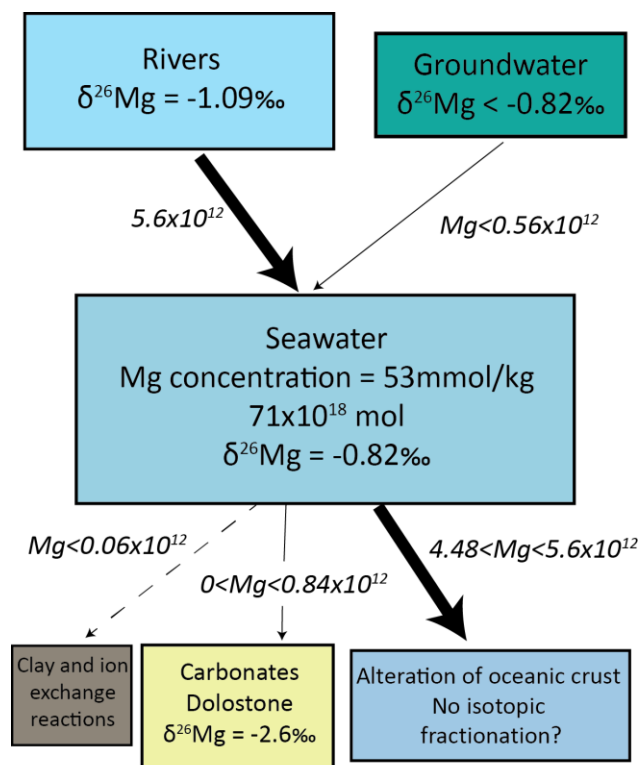 Rivers
δ²⁶Mg = -1.09‰
Groundwater
δ²⁶Mg < -0.82‰
5.6x10¹²
Mg<0.56x10¹²
Seawater
Mg concentration = 53mmol/kg
71x10¹⁸ mol
δ²⁶Mg = -0.82‰
Mg<0.06x10¹²
0<Mg<0.84x10¹²
4.48<Mg<5.6x10¹²
Clay and ion
exchange
reactions
Carbonates
Dolostone
δ²⁶Mg = -2.6‰
Alteration of oceanic crust
No isotopic
fractionation?